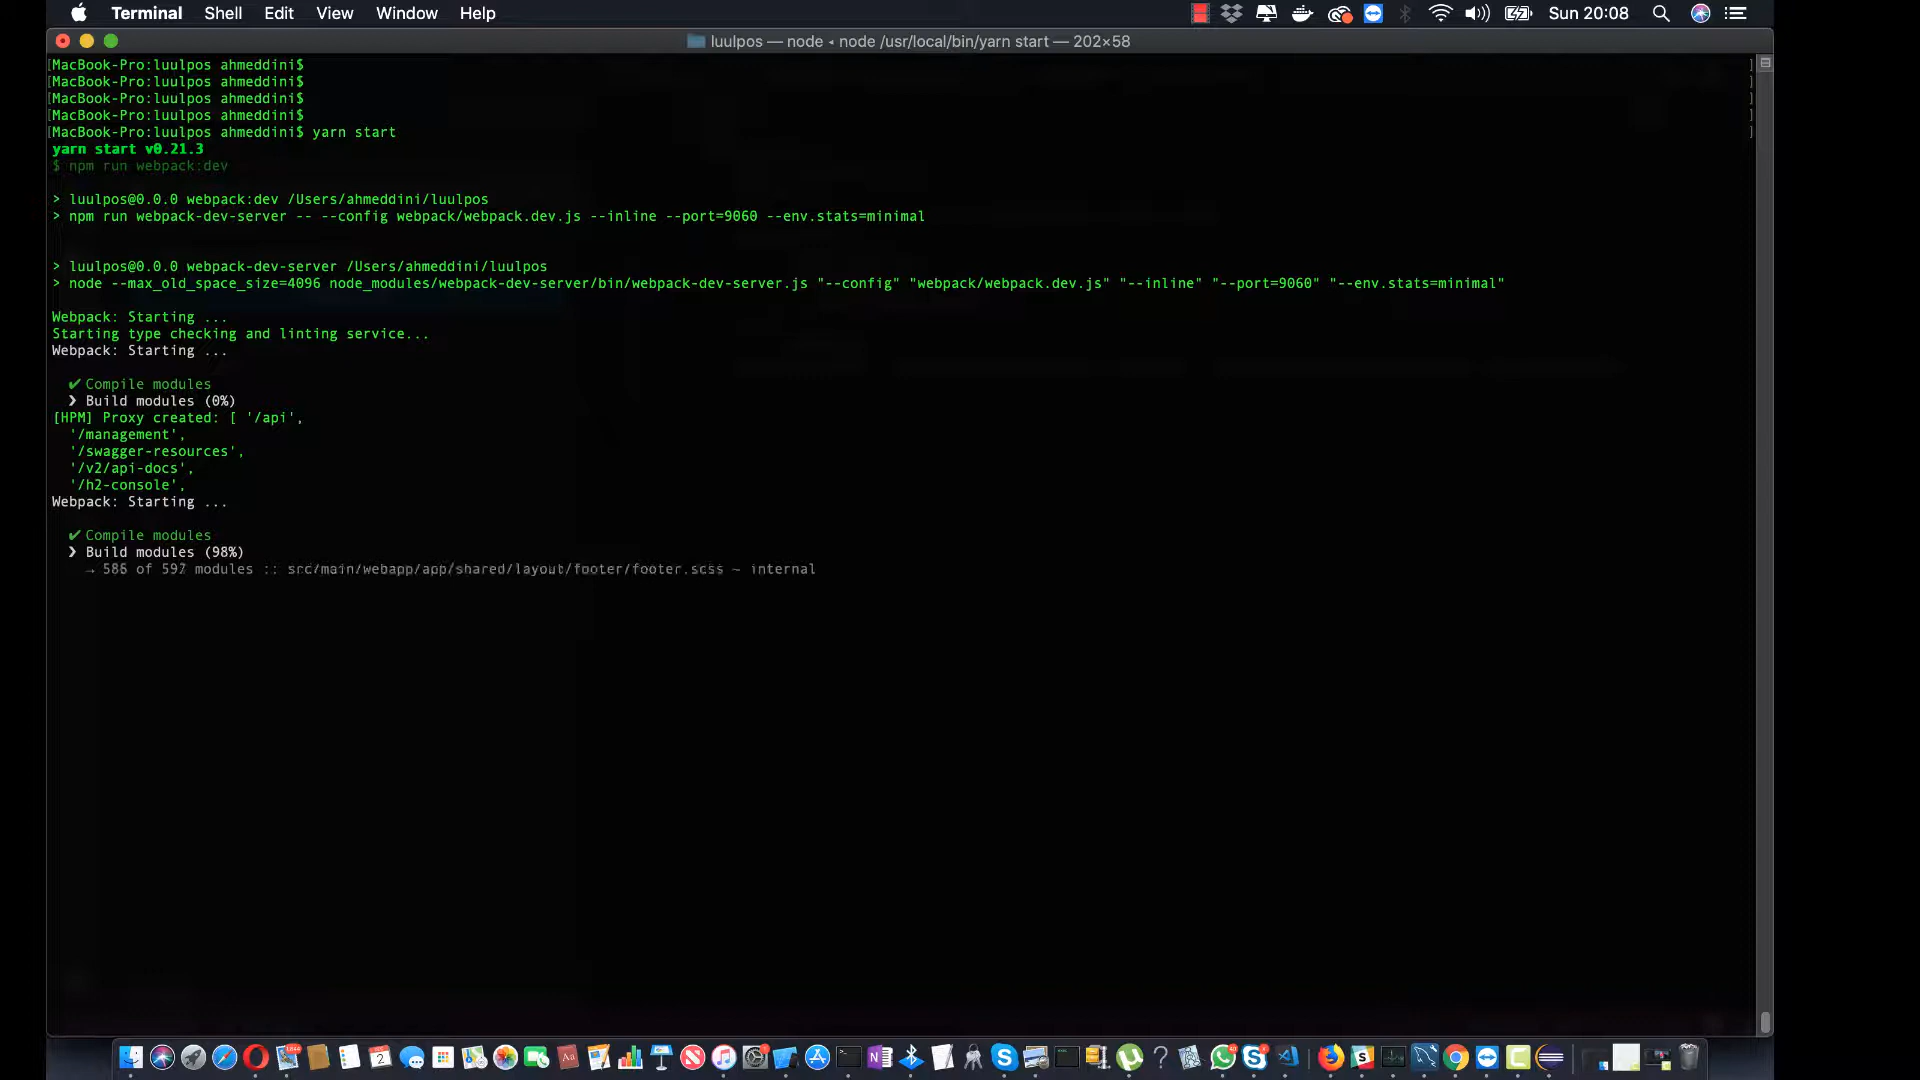 Terminal Shell Edit View Window Help Sun 20:08
luulpos — node ◂ node /usr/local/bin/yarn start — 202×58
[MacBook-Pro:luulpos ahmeddini$ ]
[MacBook-Pro:luulpos ahmeddini$ ]
[MacBook-Pro:luulpos ahmeddini$ ]
[MacBook-Pro:luulpos ahmeddini$ ]
[MacBook-Pro:luulpos ahmeddini$ yarn start ]
yarn start v0.21.3
$ npm run webpack:dev
> luulpos@0.0.0 webpack:dev /Users/ahmeddini/luulpos
> npm run webpack-dev-server -- --config webpack/webpack.dev.js --inline --port=9060 --env.stats=minimal
> luulpos@0.0.0 webpack-dev-server /Users/ahmeddini/luulpos
> node --max_old_space_size=4096 node_modules/webpack-dev-server/bin/webpack-dev-server.js "--config" "webpack/webpack.dev.js" "--inline" "--port=9060" "--env.stats=minimal"
Webpack: Starting ...
Starting type checking and linting service...
Webpack: Starting ...
✔ Compile modules
❯ Build modules (0%)
[HPM] Proxy created: [ '/api',
'/management',
'/swagger-resources',
'/v2/api-docs',
'/h2-console',
Webpack: Starting ...
✔ Compile modules
❯ Build modules (98%)
→ 586 of 597 modules :: src/main/webapp/app/shared/layout/footer/footer.scss ~ internal